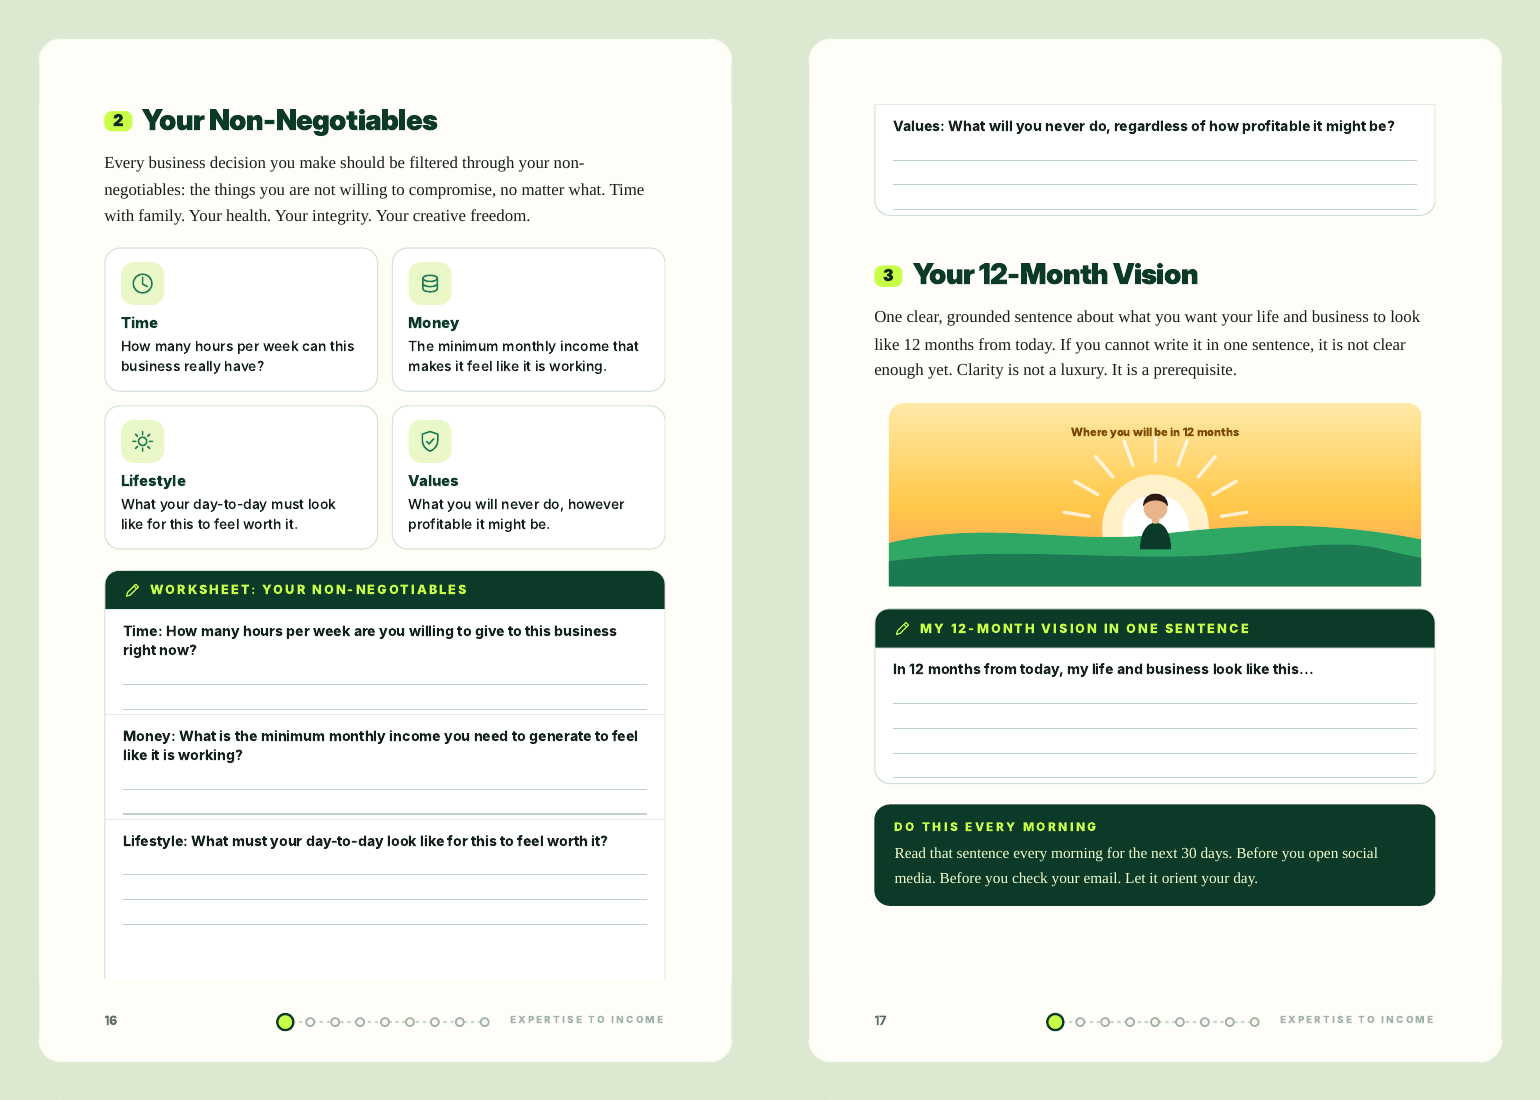 2 Your Non-Negotiables
Every business decision you make should be filtered through your non-
negotiables: the things you are not willing to compromise, no matter what. Time
with family. Your health. Your integrity. Your creative freedom.
Time
How many hours per week can this
business really have?
Money
The minimum monthly income that
makes it feel like it is working.
Lifestyle
What your day-to-day must look
like for this to feel worth it.
Values
What you will never do, however
profitable it might be.
WORKSHEET: YOUR NON-NEGOTIABLES
Time: How many hours per week are you willing to give to this business
right now?
Money: What is the minimum monthly income you need to generate to feel
like it is working?
Lifestyle: What must your day-to-day look like for this to feel worth it?
16
EXPERTISE TO INCOME
Values: What will you never do, regardless of how profitable it might be?
3 Your 12-Month Vision
One clear, grounded sentence about what you want your life and business to look
like 12 months from today. If you cannot write it in one sentence, it is not clear
enough yet. Clarity is not a luxury. It is a prerequisite.
Where you will be in 12 months
MY 12-MONTH VISION IN ONE SENTENCE
In 12 months from today, my life and business look like this...
DO THIS EVERY MORNING
Read that sentence every morning for the next 30 days. Before you open social
media. Before you check your email. Let it orient your day.
17
EXPERTISE TO INCOME